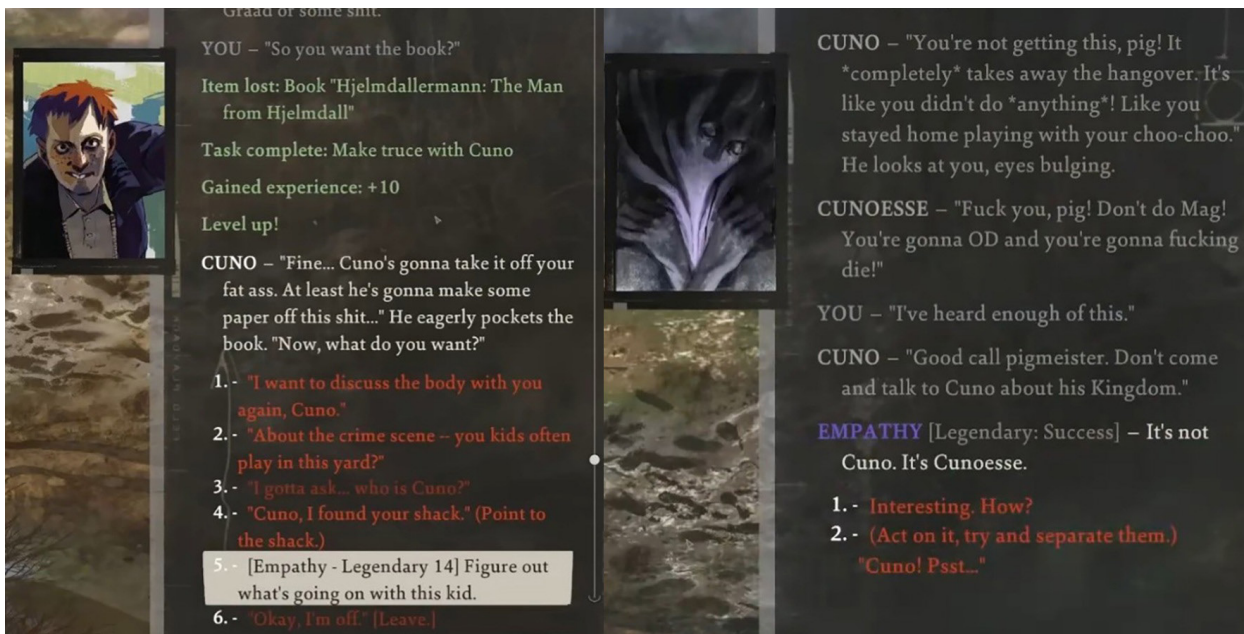 Graad or some shit.
YOU – "So you want the book?"
Item lost: Book "Hjelmdallermann: The Man
from Hjelmdall"
Task complete: Make truce with Cuno
Gained experience: +10
Level up!
CUNO – "Fine... Cuno's gonna take it off your
fat ass. At least he's gonna make some
paper off this shit..." He eagerly pockets the
book. "Now, what do you want?"
1.- "I want to discuss the body with you
again, Cuno."
2.- "About the crime scene -- you kids often
play in this yard?"
3.- "I gotta ask... who is Cuno?"
4.- "Cuno, I found your shack." (Point to
the shack.)
5.- [Empathy - Legendary 14] Figure out
what's going on with this kid.
6.- "Okay, I'm off." [Leave.]
CUNO – "You're not getting this, pig! It
*completely* takes away the hangover. It's
like you didn't do *anything*! Like you
stayed home playing with your choo-choo."
He looks at you, eyes bulging.
CUNOESSE – "Fuck you, pig! Don't do Mag!
You're gonna OD and you're gonna fucking
die!"
YOU – "I've heard enough of this."
CUNO – "Good call pigmeister. Don't come
and talk to Cuno about his Kingdom."
EMPATHY [Legendary: Success] – It's not
Cuno. It's Cunoesse.
1.- Interesting. How?
2.- (Act on it, try and separate them.)
"Cuno! Psst..."